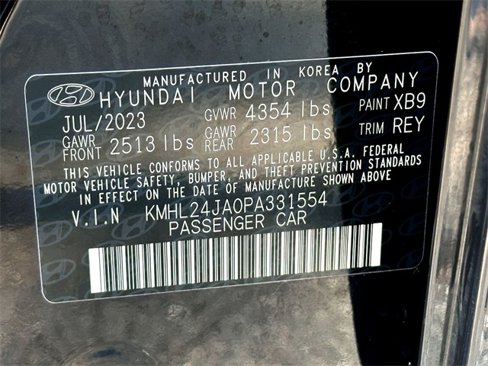 MANUFACTURED IN KOREA BY
HYUNDAI MOTOR COMPANY
JUL/2023 GVWR 4354 lbs PAINT XB9
GAWR FRONT 2513 lbs GAWR REAR 2315 lbs TRIM REY
THIS VEHICLE CONFORMS TO ALL APPLICABLE U.S.A. FEDERAL
MOTOR VEHICLE SAFETY, BUMPER, AND THEFT PREVENTION STANDARDS
IN EFFECT ON THE DATE OF MANUFACTURE SHOWN ABOVE
V.I.N KMHL24JA0PA331554
PASSENGER CAR